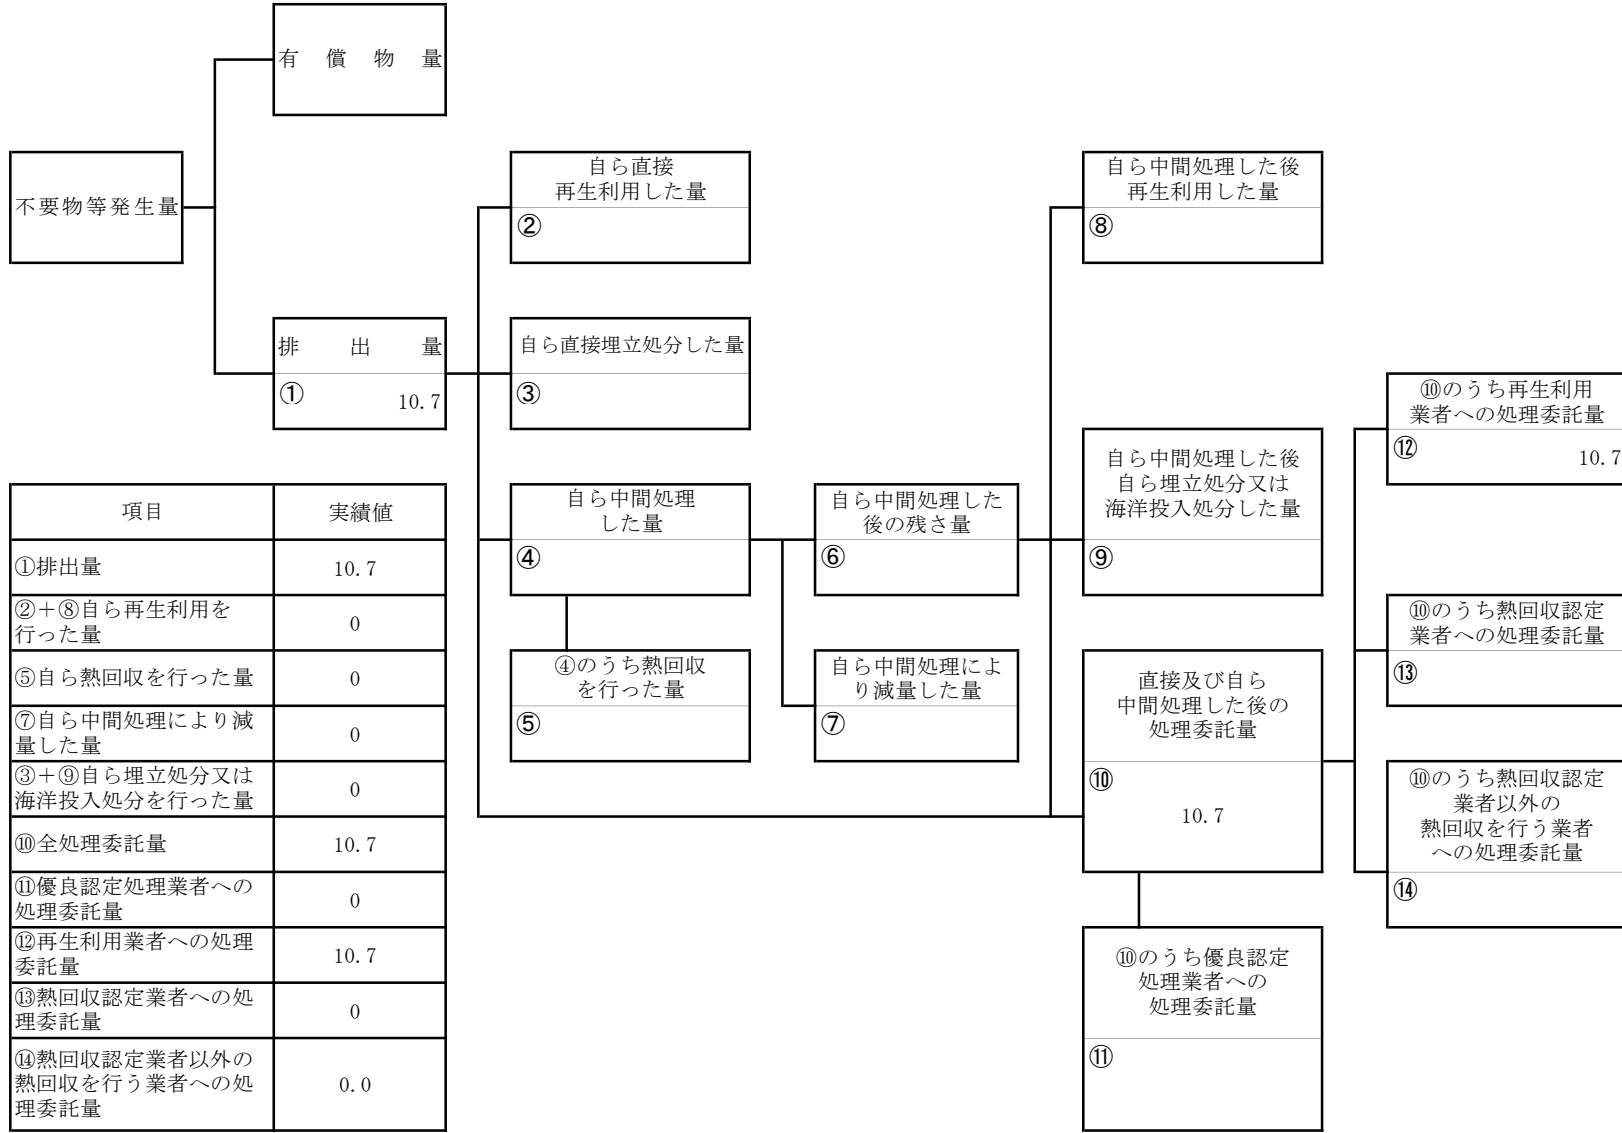 有償物量
不要物等発生量
排出量
①
10.7
自ら直接
再生利用した量
②
自ら直接埋立処分した量
③
自ら中間処理
した量
④
④のうち熱回収
を行った量
⑤
自ら中間処理した
後の残さ量
⑥
自ら中間処理によ
り減量した量
⑦
自ら中間処理した後
再生利用した量
⑧
自ら中間処理した後
自ら埋立処分又は
海洋投入処分した量
⑨
直接及び自ら
中間処理した後の
処理委託量
⑩
10.7
⑩のうち優良認定
処理業者への
処理委託量
⑪
⑩のうち再生利用
業者への処理委託量
⑫
10.7
⑩のうち熱回収認定
業者への処理委託量
⑬
⑩のうち熱回収認定
業者以外の
熱回収を行う業者
への処理委託量
⑭
項目 実績値
①排出量 10.7
②+⑧自ら再生利用を
行った量 0
⑤自ら熱回収を行った量 0
⑦自ら中間処理により減
量した量 0
③+⑨自ら埋立処分又は
海洋投入処分を行った量 0
⑩全処理委託量 10.7
⑪優良認定処理業者への
処理委託量 0
⑫再生利用業者への処理
委託量 10.7
⑬熱回収認定業者への処
理委託量 0
⑭熱回収認定業者以外の
熱回収を行う業者への処
理委託量 0.0